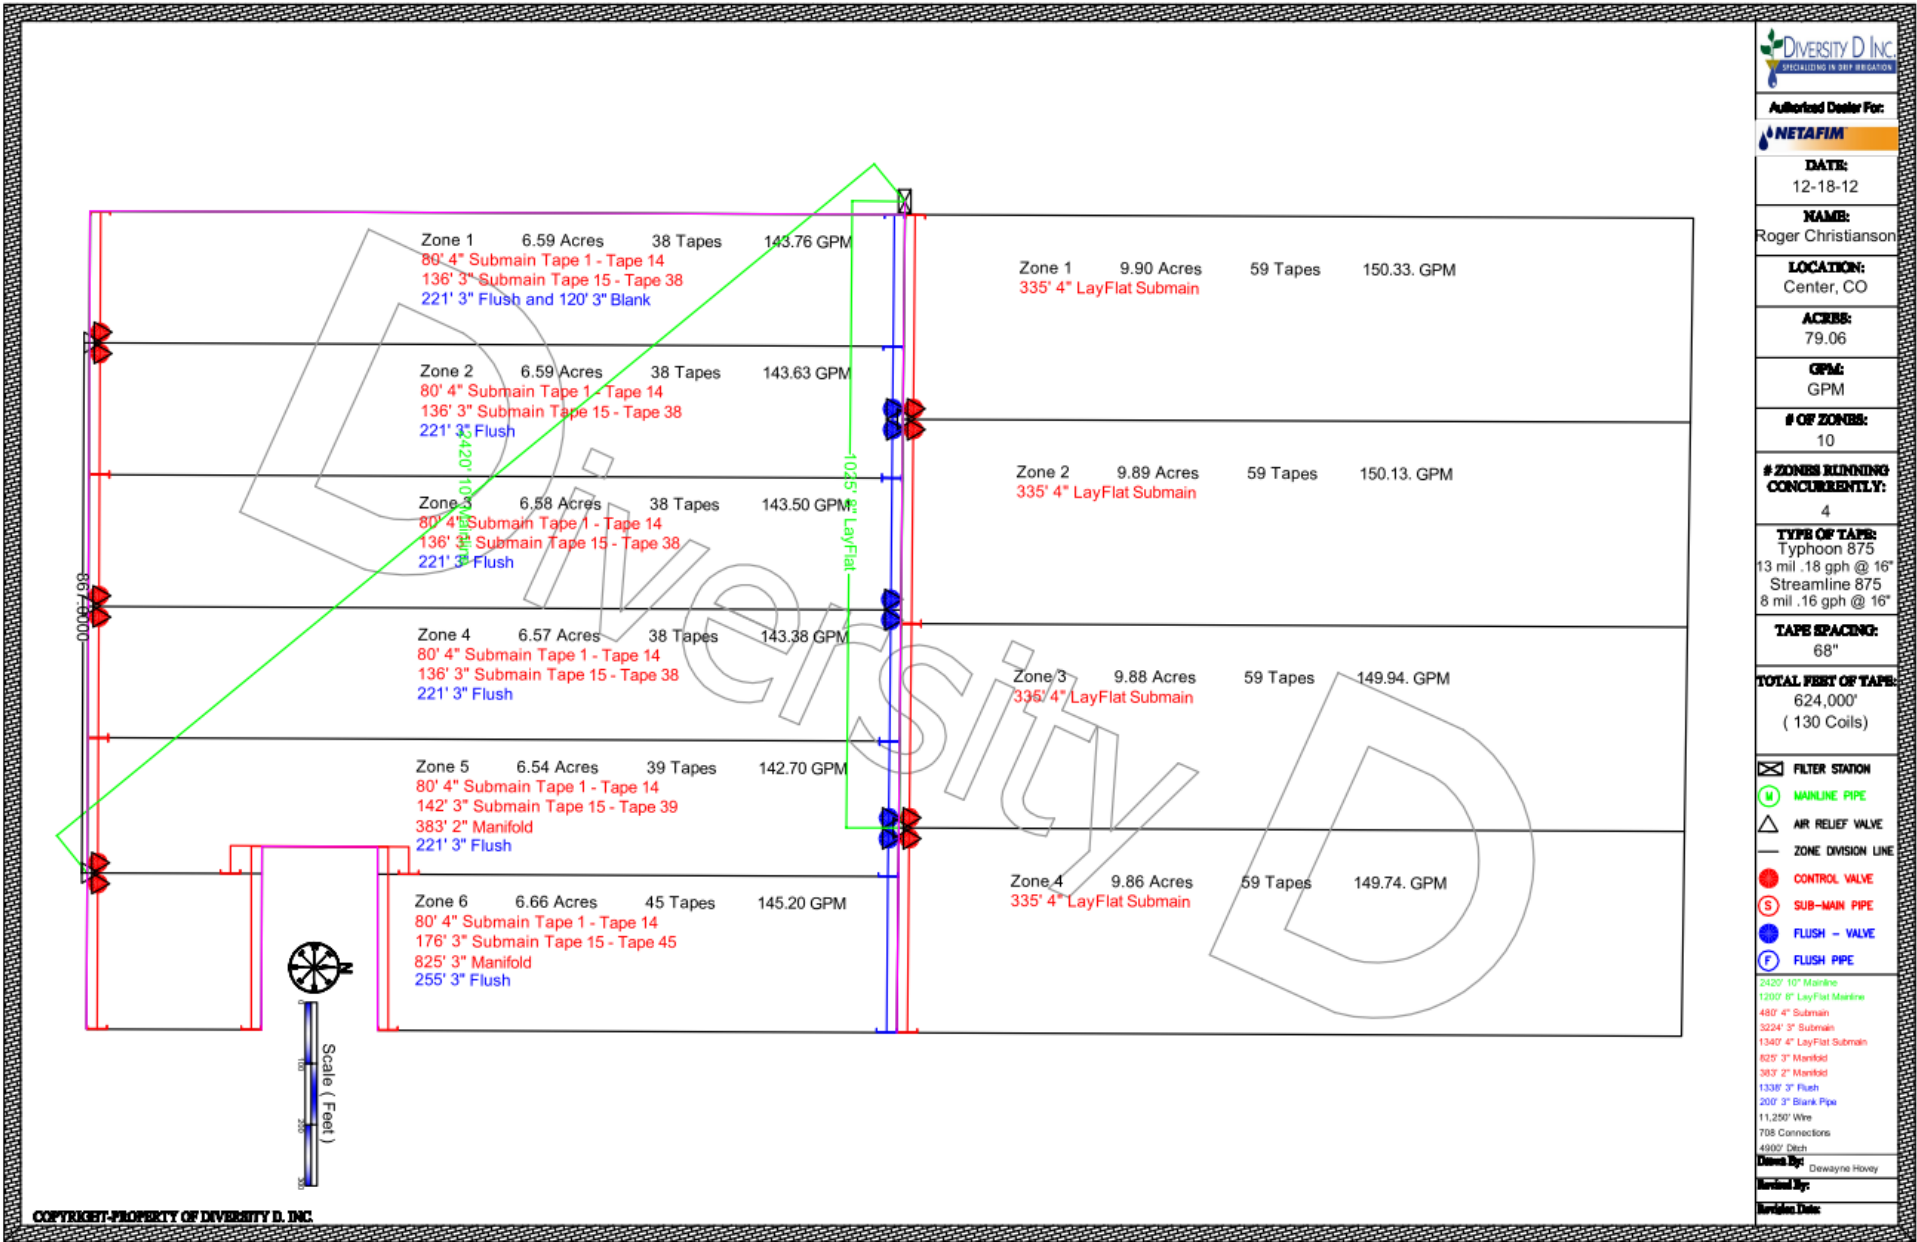 Zone 1 6.59 Acres 38 Tapes 143.76 GPM
80' 4" Submain Tape 1 - Tape 14
136' 3" Submain Tape 15 - Tape 38
221' 3" Flush and 120' 3" Blank
Zone 2 6.59 Acres 38 Tapes 143.63 GPM
80' 4" Submain Tape 1 - Tape 14
136' 3" Submain Tape 15 - Tape 38
221' 3" Flush
2420' 10" Mainline
Zone 3 6.58 Acres 38 Tapes 143.50 GPM
80' 4" Submain Tape 1 - Tape 14
136' 3" Submain Tape 15 - Tape 38
221' 3" Flush
867.0000
Zone 4 6.57 Acres 38 Tapes 143.38 GPM
80' 4" Submain Tape 1 - Tape 14
136' 3" Submain Tape 15 - Tape 38
221' 3" Flush
Zone 5 6.54 Acres 39 Tapes 142.70 GPM
80' 4" Submain Tape 1 - Tape 14
142' 3" Submain Tape 15 - Tape 39
383' 2" Manifold
221' 3" Flush
Zone 6 6.66 Acres 45 Tapes 145.20 GPM
80' 4" Submain Tape 1 - Tape 14
176' 3" Submain Tape 15 - Tape 45
825' 3" Manifold
255' 3" Flush
1025' 8" LayFlat
Zone 1 9.90 Acres 59 Tapes 150.33. GPM
335' 4" LayFlat Submain
Zone 2 9.89 Acres 59 Tapes 150.13. GPM
335' 4" LayFlat Submain
Zone 3 9.88 Acres 59 Tapes 149.94. GPM
335' 4" LayFlat Submain
Zone 4 9.86 Acres 59 Tapes 149.74. GPM
335' 4" LayFlat Submain
Diversity D
N
0
100
200
300
Scale ( Feet )
COPYRIGHT-PROPERTY OF DIVERSITY D. INC.
DIVERSITY D INC.
SPECIALIZING IN DRIP IRRIGATION
Authorized Dealer For:
NETAFIM
DATE:
12-18-12
NAME:
Roger Christianson
LOCATION:
Center, CO
ACRES:
79.06
GPM:
GPM
# OF ZONES:
10
# ZONES RUNNING
CONCURRENTLY:
4
TYPE OF TAPE:
Typhoon 875
13 mil .18 gph @ 16"
Streamline 875
8 mil .16 gph @ 16"
TAPE SPACING:
68"
TOTAL FEET OF TAPE:
624,000'
( 130 Coils)
FILTER STATION
M MAINLINE PIPE
AIR RELIEF VALVE
ZONE DIVISION LINE
CONTROL VALVE
S SUB-MAIN PIPE
FLUSH - VALVE
F FLUSH PIPE
2420' 10" Mainline
1200' 8" LayFlat Mainline
480' 4" Submain
3224' 3" Submain
1340' 4" LayFlat Submain
825' 3" Manifold
383' 2" Manifold
1338' 3" Flush
200' 3" Blank Pipe
11,250' Wire
708 Connections
4900' Ditch
Drawn By: Dewayne Hovey
Revised By:
Revision Date: